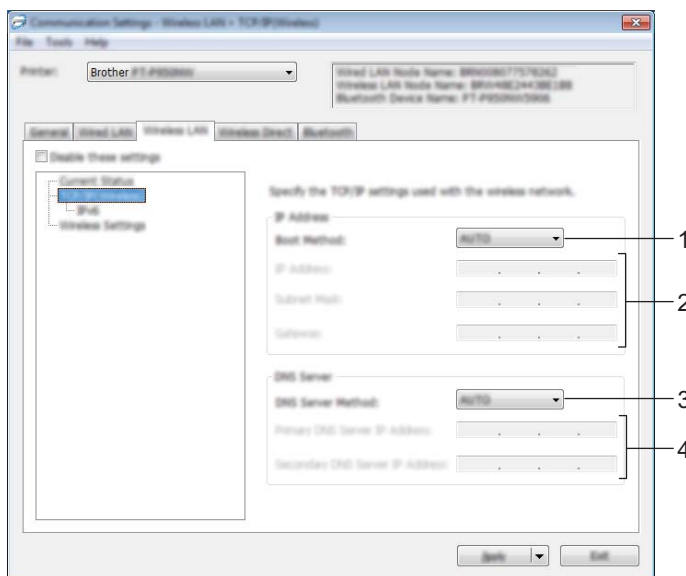 Communication Settings - Wireless LAN > TCP/IP(Wireless)
File Tools Help
Printer: Brother PT-P950NW
Wired LAN Node Name:
Wireless LAN Node Name:
Bluetooth Device Name:
General Wired LAN Wireless LAN Wireless Direct Bluetooth
Disable these settings
Current Status
TCP/IP(Wireless)
IPv6
Wireless Settings
Specify the TCP/IP settings used with the wireless network.
IP Address
Boot Method: AUTO 1
IP Address:
Subnet Mask:
2
Gateway:
DNS Server
DNS Server Method: AUTO 3
Primary DNS Server IP Address:
4
Secondary DNS Server IP Address:
Apply Exit